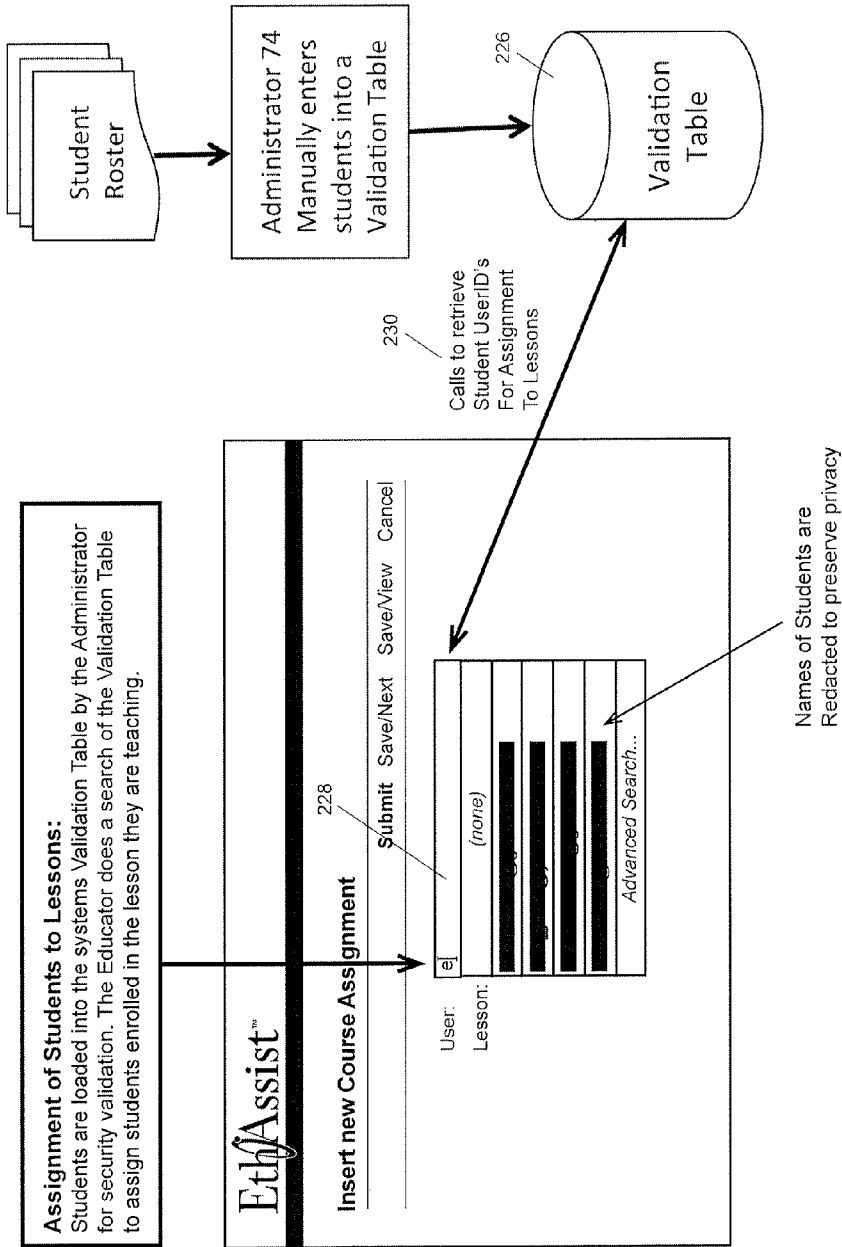 Assignment of Students to Lessons:
Students are loaded into the systems Validation Table by the Administrator
for security validation. The Educator does a search of the Validation Table
to assign students enrolled in the lesson they are teaching.
EthAssist™
Insert new Course Assignment
Submit Save/Next Save/View Cancel
228
User: e
Lesson:
(none)
Advanced Search...
Names of Students are
Redacted to preserve privacy
230
Calls to retrieve
Student UserID's
For Assignment
To Lessons
Student
Roster
Administrator 74
Manually enters
students into a
Validation Table
226
Validation
Table